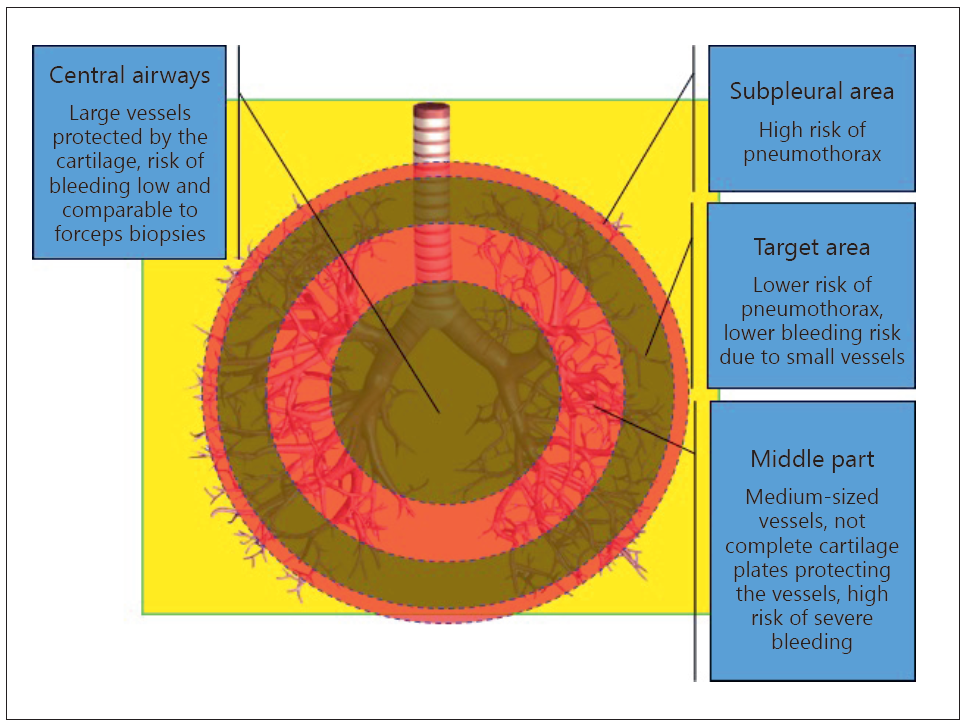 Central airways
Large vessels
protected by the
cartilage, risk of
bleeding low and
comparable to
forceps biopsies
Subpleural area
High risk of
pneumothorax
Target area
Lower risk of
pneumothorax,
lower bleeding risk
due to small vessels
Middle part
Medium-sized
vessels, not
complete cartilage
plates protecting
the vessels, high
risk of severe
bleeding